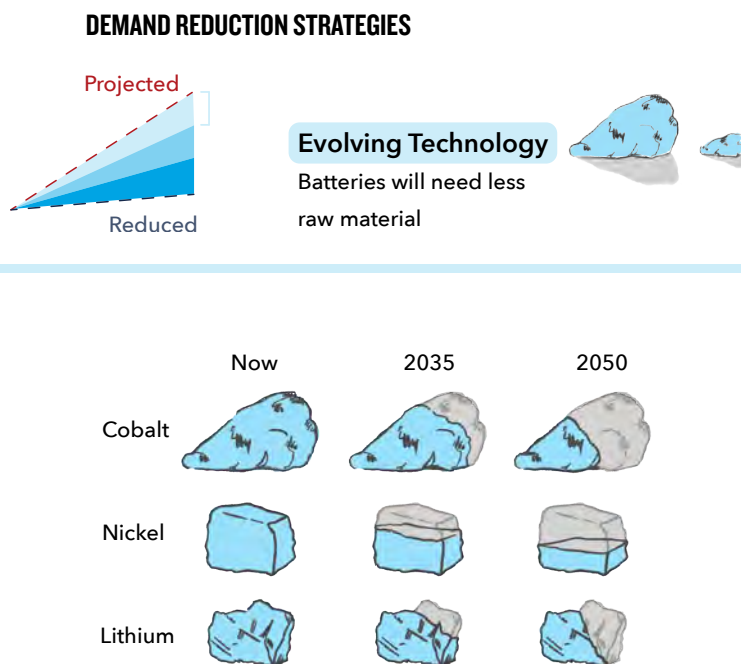 DEMAND REDUCTION STRATEGIES
Projected
Reduced
Evolving Technology
Batteries will need less
raw material
Now 2035 2050
Cobalt
Nickel
Lithium